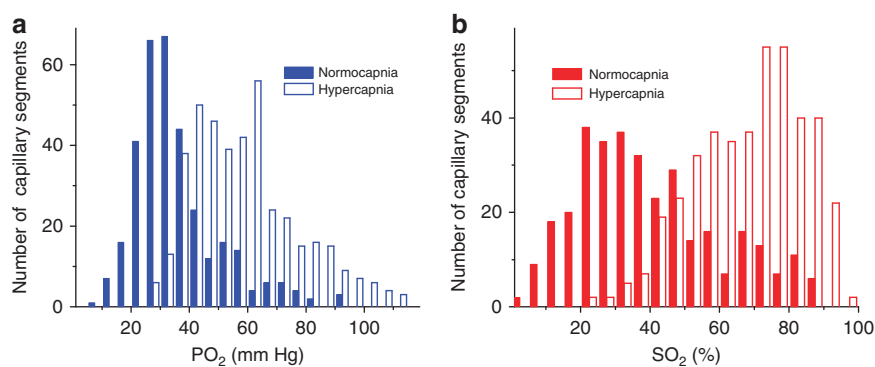 a
Number of capillary segments
60
40
20
0
Normocapnia
Hypercapnia
20 40 60 80 100
PO₂ (mm Hg)
b
Number of capillary segments
40
20
0
Normocapnia
Hypercapnia
20 40 60 80 100
SO₂ (%)